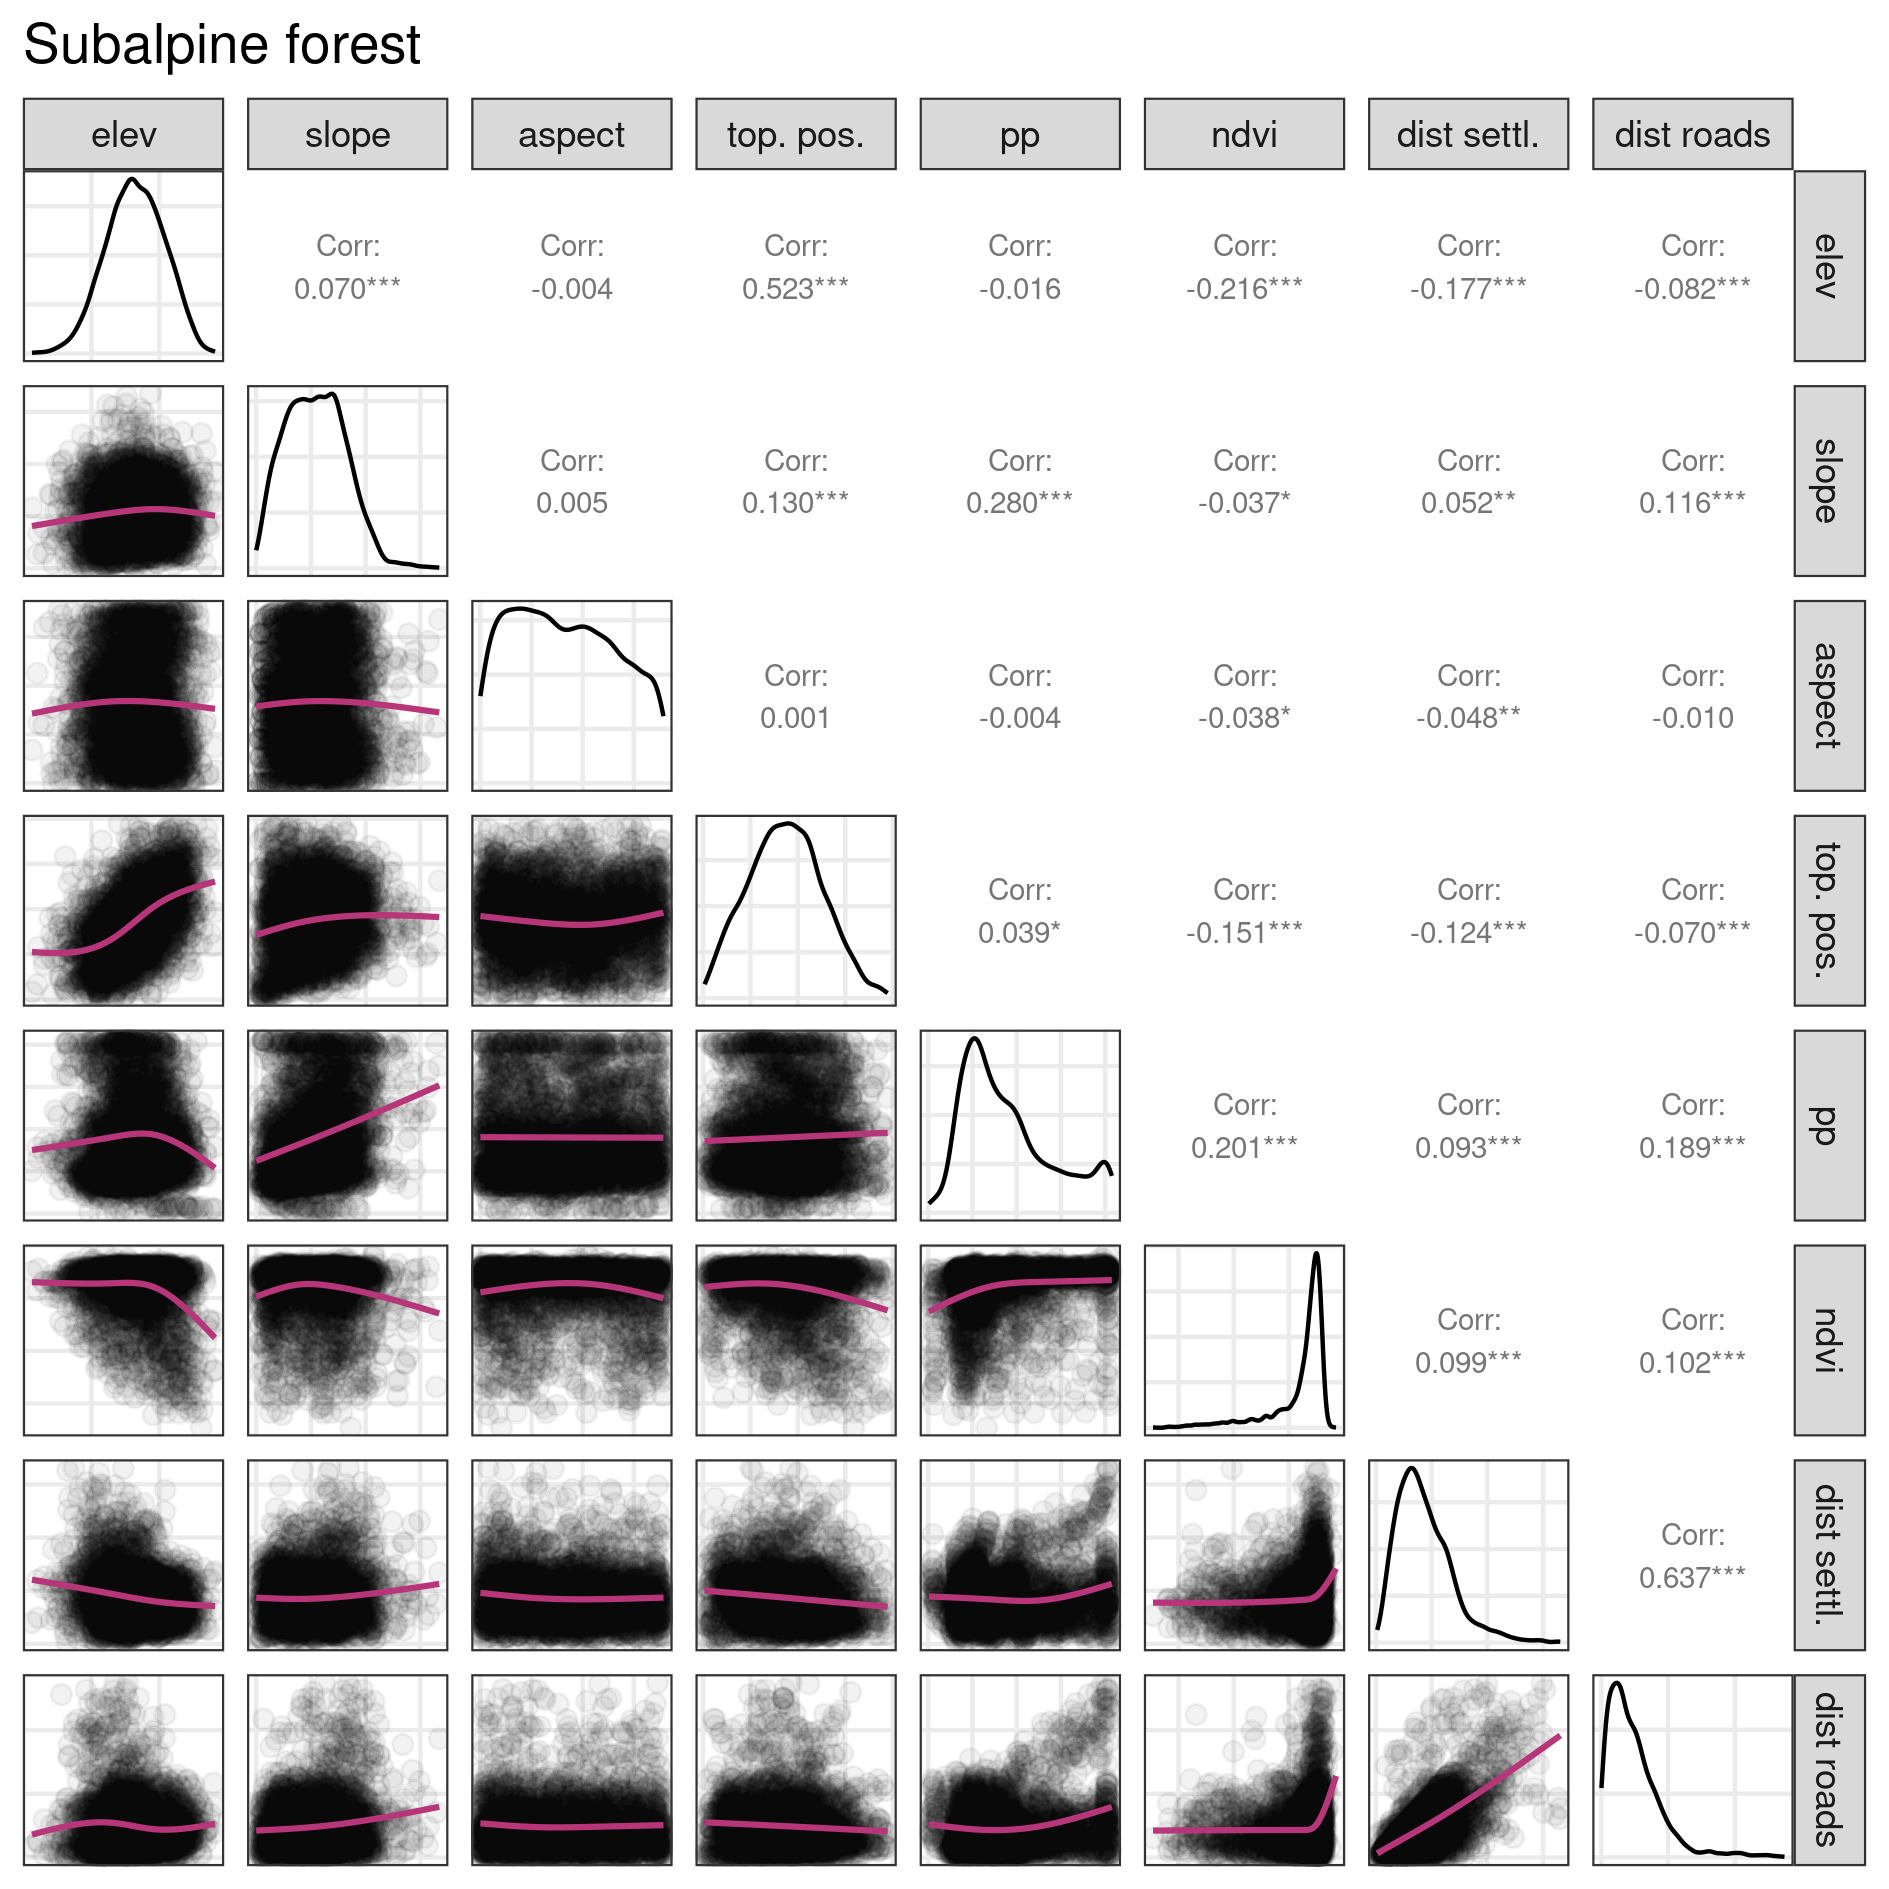 Subalpine forest
elev slope aspect top. pos. pp ndvi dist settl. dist roads
Corr: Corr: Corr: Corr: Corr: Corr: Corr:
0.070*** -0.004 0.523*** -0.016 -0.216*** -0.177*** -0.082***
elev
Corr: Corr: Corr: Corr: Corr: Corr:
0.005 0.130*** 0.280*** -0.037* 0.052** 0.116***
slope
Corr: Corr: Corr: Corr: Corr:
0.001 -0.004 -0.038* -0.048** -0.010
aspect
Corr: Corr: Corr: Corr:
0.039* -0.151*** -0.124*** -0.070***
top. pos.
Corr: Corr: Corr:
0.201*** 0.093*** 0.189***
pp
Corr: Corr:
0.099*** 0.102***
ndvi
Corr:
0.637***
dist settl.
dist roads